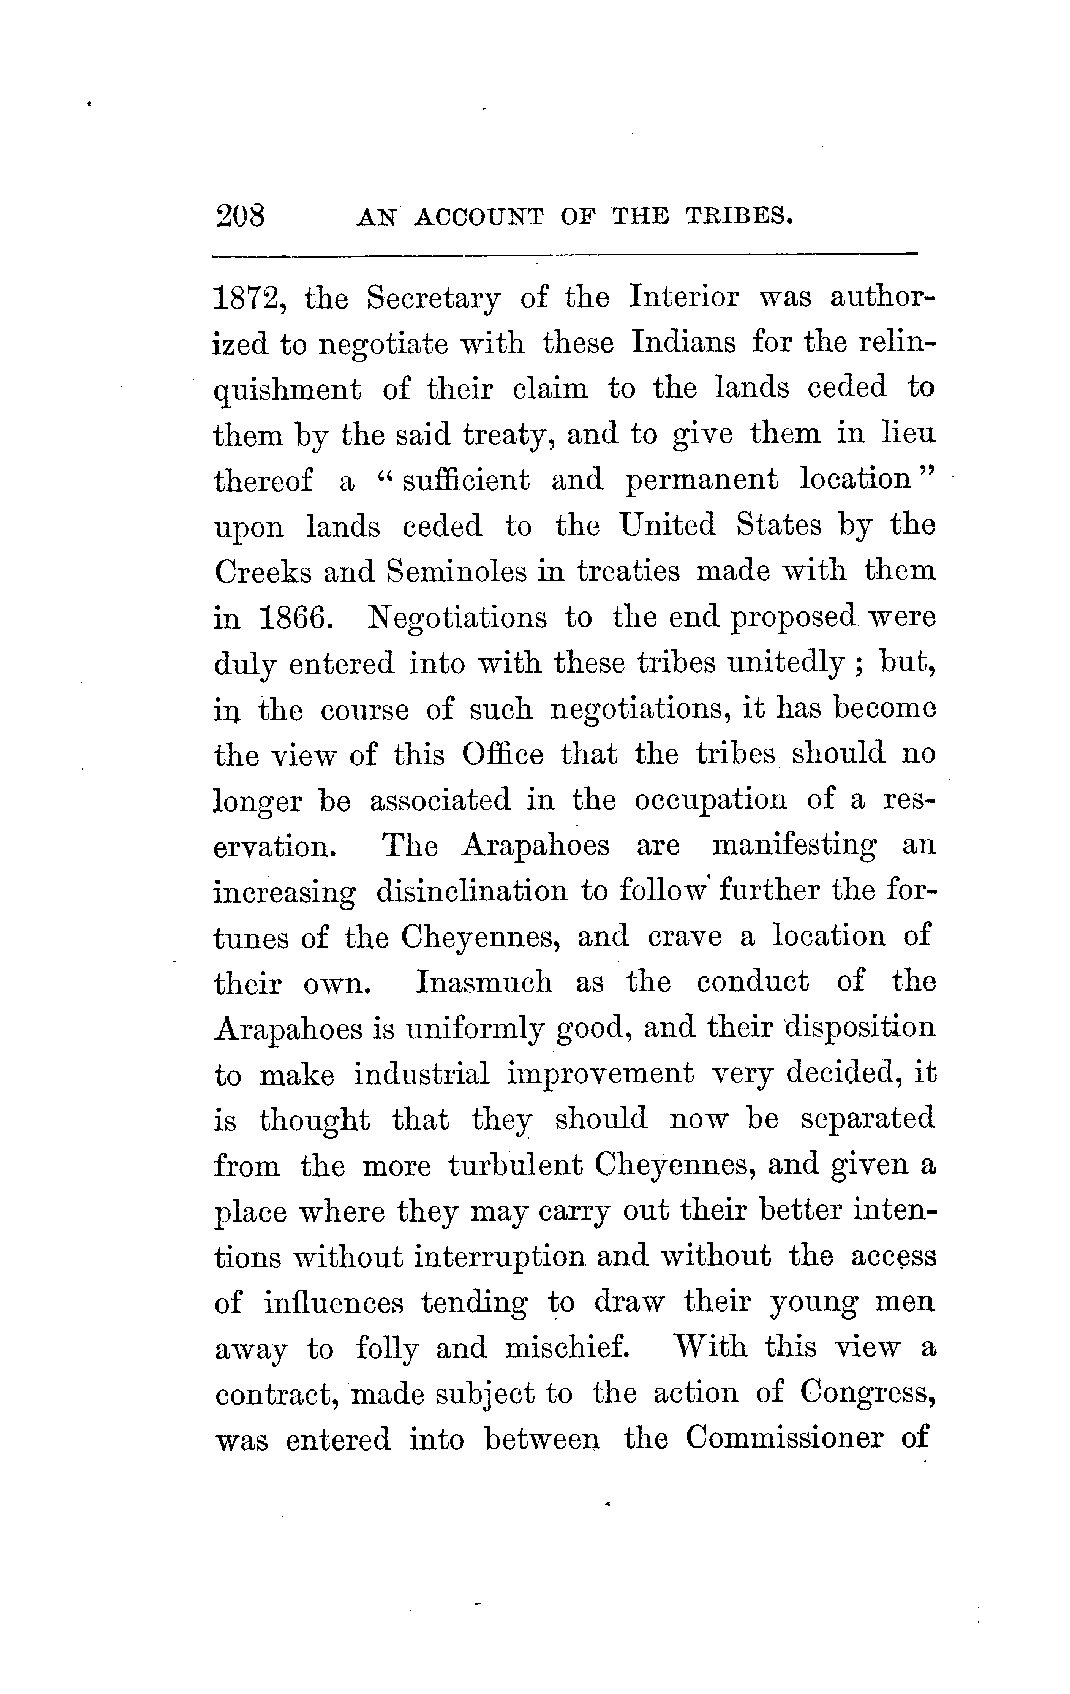 208 AN ACCOUNT OF THE TRIBES.
1872, the Secretary of the Interior was author-
ized to negotiate with these Indians for the relin-
quishment of their claim to the lands ceded to
them by the said treaty, and to give them in lieu
thereof a “ sufficient and permanent location ”
upon lands ceded to the United States by the
Creeks and Seminoles in treaties made with them
in 1866. Negotiations to the end proposed were
duly entered into with these tribes unitedly ; but,
in the course of such negotiations, it has become
the view of this Office that the tribes should no
longer be associated in the occupation of a res-
ervation. The Arapahoes are manifesting an
increasing disinclination to follow further the for-
tunes of the Cheyennes, and crave a location of
their own. Inasmuch as the conduct of the
Arapahoes is uniformly good, and their disposition
to make industrial improvement very decided, it
is thought that they should now be separated
from the more turbulent Cheyennes, and given a
place where they may carry out their better inten-
tions without interruption and without the access
of influences tending to draw their young men
away to folly and mischief. With this view a
contract, made subject to the action of Congress,
was entered into between the Commissioner of